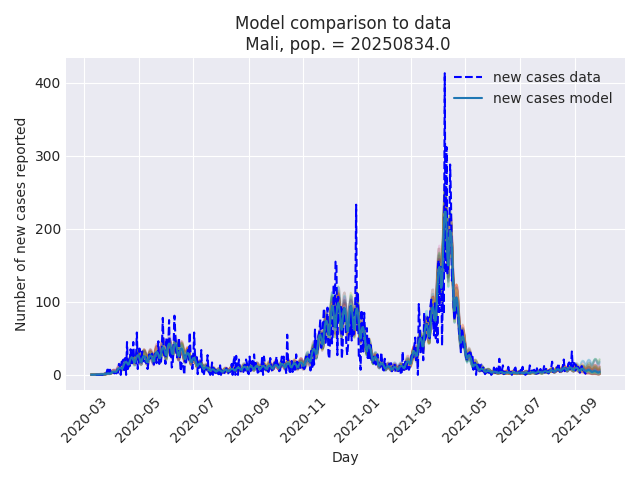 Model comparison to data
Mali, pop. = 20250834.0
new cases data
new cases model
Number of new cases reported
400
300
200
100
0
2020-03
2020-05
2020-07
2020-09
2020-11
2021-01
2021-03
2021-05
2021-07
2021-09
Day